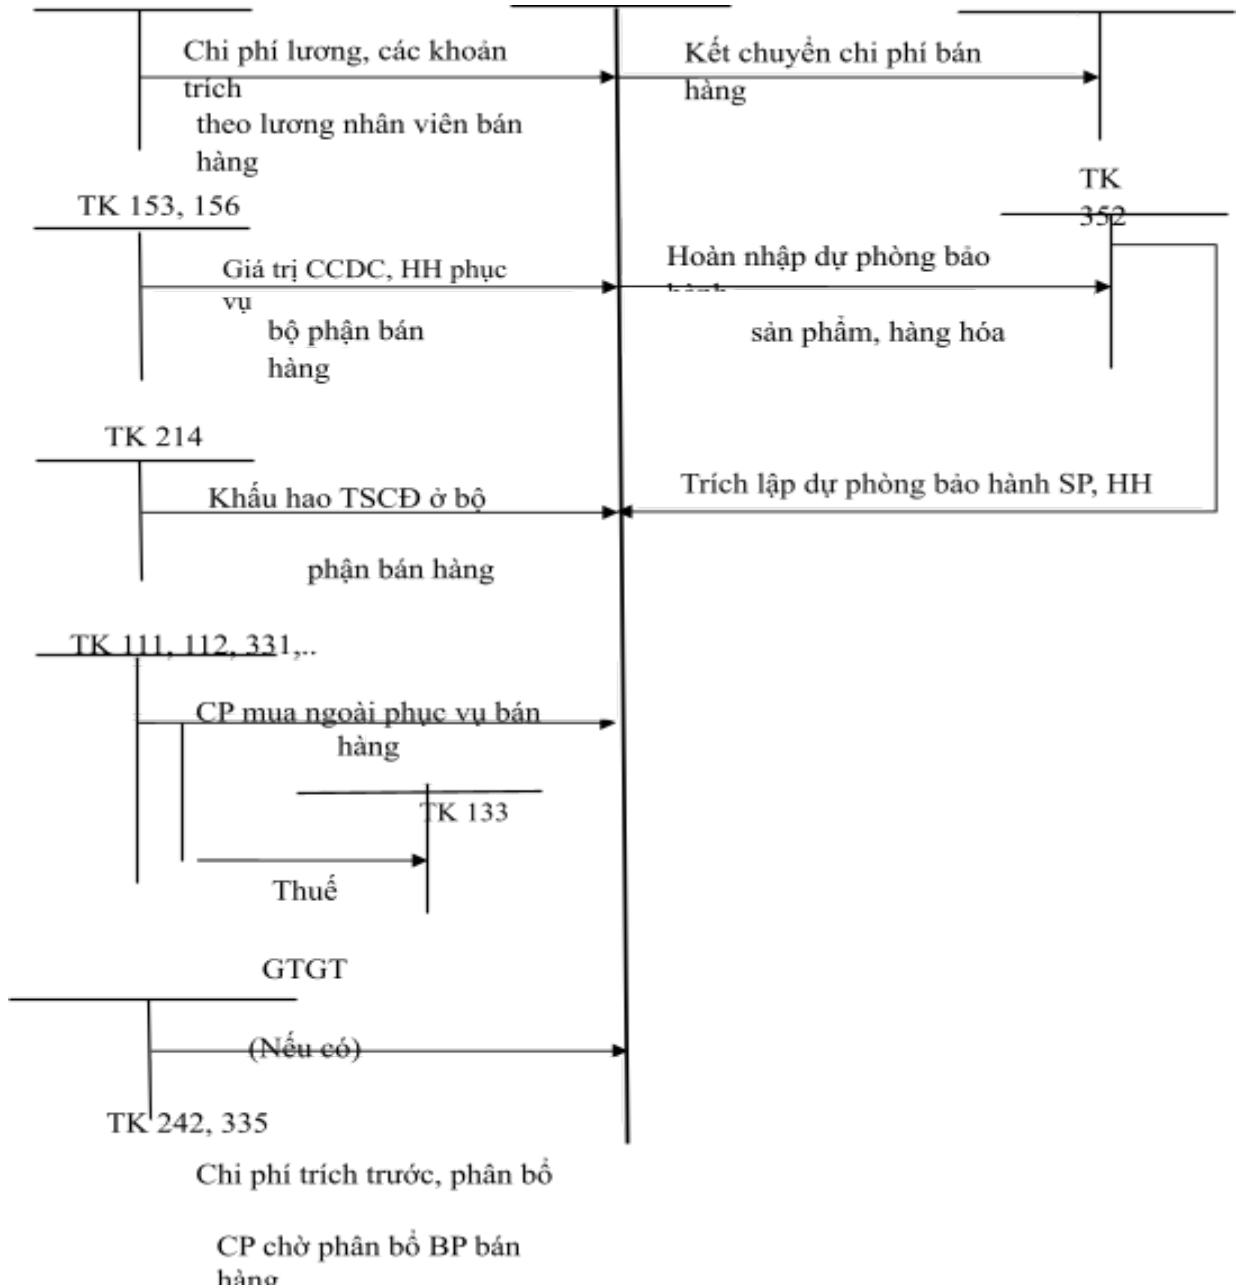 Chi phí lương, các khoản
trích
theo lương nhân viên bán
hàng
Kết chuyển chi phí bán
hàng
TK 153, 156
TK
352
Giá trị CCDC, HH phục
vụ
bộ phận bán
hàng
Hoàn nhập dự phòng bảo
sản phẩm, hàng hóa
TK 214
Khấu hao TSCĐ ở bộ
phận bán hàng
Trích lập dự phòng bảo hành SP, HH
TK 111, 112, 331,..
CP mua ngoài phục vụ bán
hàng
TK 133
Thuế
GTGT
(Nếu có)
TK 242, 335
Chi phí trích trước, phân bổ
CP chờ phân bổ BP bán
hàng